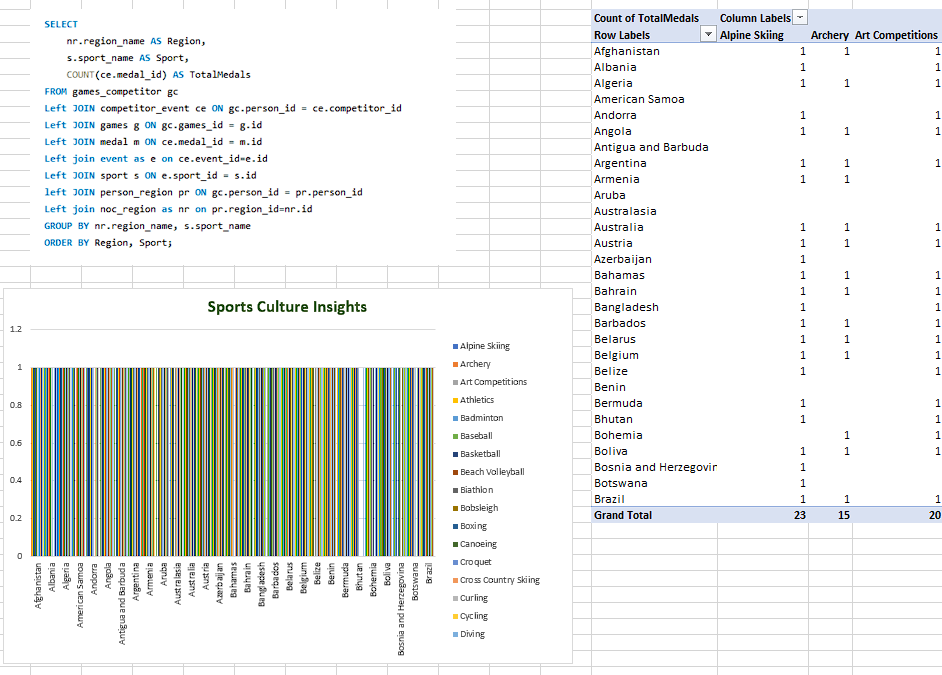 SELECT
nr.region_name AS Region,
s.sport_name AS Sport,
COUNT(ce.medal_id) AS TotalMedals
FROM games_competitor gc
Left JOIN competitor_event ce ON gc.person_id = ce.competitor_id
Left JOIN games g ON gc.games_id = g.id
Left JOIN medal m ON ce.medal_id = m.id
Left join event as e on ce.event_id=e.id
Left JOIN sport s ON e.sport_id = s.id
left JOIN person_region pr ON gc.person_id = pr.person_id
Left join noc_region as nr on pr.region_id=nr.id
GROUP BY nr.region_name, s.sport_name
ORDER BY Region, Sport;
Sports Culture Insights
1.2
1
0.8
0.6
0.4
0.2
0
Afghanistan
Albania
Algeria
American Samoa
Andorra
Angola
Antigua and Barbuda
Argentina
Armenia
Aruba
Australasia
Australia
Austria
Azerbaijan
Bahamas
Bahrain
Bangladesh
Barbados
Belarus
Belgium
Belize
Benin
Bermuda
Bhutan
Bohemia
Boliva
Bosnia and Herzegovina
Botswana
Brazil
Alpine Skiing
Archery
Art Competitions
Athletics
Badminton
Baseball
Basketball
Beach Volleyball
Biathlon
Bobsleigh
Boxing
Canoeing
Croquet
Cross Country Skiing
Curling
Cycling
Diving
Count of TotalMedals Column Labels
Row Labels Alpine Skiing Archery Art Competitions
Afghanistan 1 1 1
Albania 1 1
Algeria 1 1 1
American Samoa
Andorra 1 1
Angola 1 1 1
Antigua and Barbuda
Argentina 1 1 1
Armenia 1 1
Aruba
Australasia
Australia 1 1 1
Austria 1 1 1
Azerbaijan 1
Bahamas 1 1 1
Bahrain 1 1 1
Bangladesh 1 1
Barbados 1 1 1
Belarus 1 1 1
Belgium 1 1 1
Belize 1 1
Benin
Bermuda 1 1
Bhutan 1 1
Bohemia 1 1
Boliva 1 1 1
Bosnia and Herzegovin 1
Botswana 1
Brazil 1 1 1
Grand Total 23 15 20